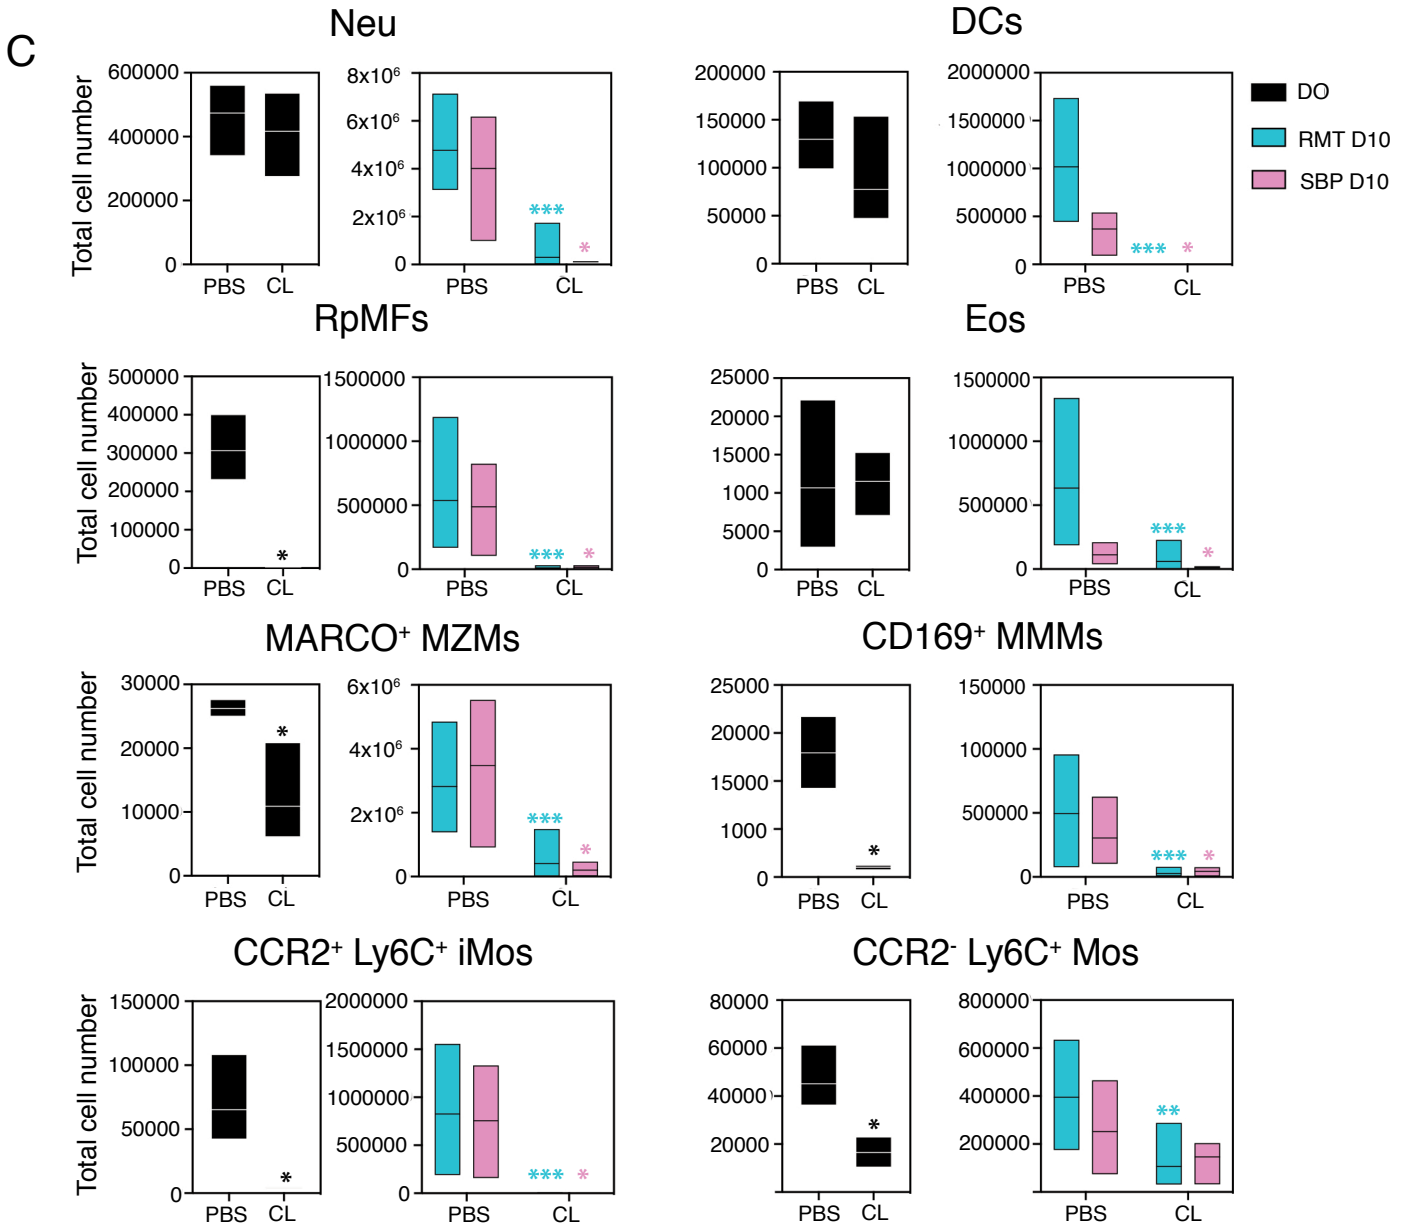 C
Neu
Total cell number
600000
400000
200000
0
PBS CL
8x10⁶
6x10⁶
4x10⁶
2x10⁶
0
***
*
PBS CL
DCs
200000
150000
100000
50000
0
PBS CL
2000000
1500000
1000000
500000
0
***
*
PBS CL
DO
RMT D10
SBP D10
RpMFs
Total cell number
500000
400000
300000
200000
100000
0
*
PBS CL
1500000
1000000
500000
0
***
*
PBS CL
Eos
25000
20000
15000
1000
5000
0
PBS CL
1500000
1000000
500000
0
***
*
PBS CL
MARCO⁺ MZMs
Total cell number
30000
20000
10000
0
*
PBS CL
6x10⁶
4x10⁶
2x10⁶
0
***
*
PBS CL
CD169⁺ MMMs
25000
20000
15000
1000
0
*
PBS CL
150000
100000
500000
0
***
*
PBS CL
CCR2⁺ Ly6C⁺ iMos
Total cell number
150000
100000
50000
0
*
PBS CL
2000000
1500000
1000000
500000
0
***
*
PBS CL
CCR2⁻ Ly6C⁺ Mos
80000
60000
40000
20000
*
PBS CL
800000
600000
400000
200000
**
PBS CL